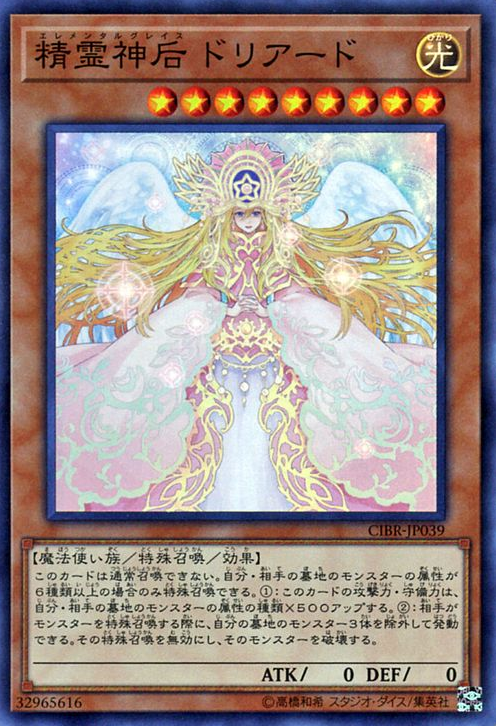 エレメンタルグレイス
精霊神后 ドリアード
ひかり
光
CIBR-JP039
【魔法使い族／特殊召喚／効果】
このカードは通常召喚できない。自分・相手の墓地のモンスターの属性が
６種類以上の場合のみ特殊召喚できる。①：このカードの攻撃力・守備力は、
自分・相手の墓地のモンスターの属性の種類×５００アップする。②：相手が
モンスターを特殊召喚する際に、自分の墓地のモンスター３体を除外して発動
できる。その特殊召喚を無効にし、そのモンスターを破壊する。
ATK/ 0 DEF/ 0
32965616
©高橋和希 スタジオ・ダイス/集英社